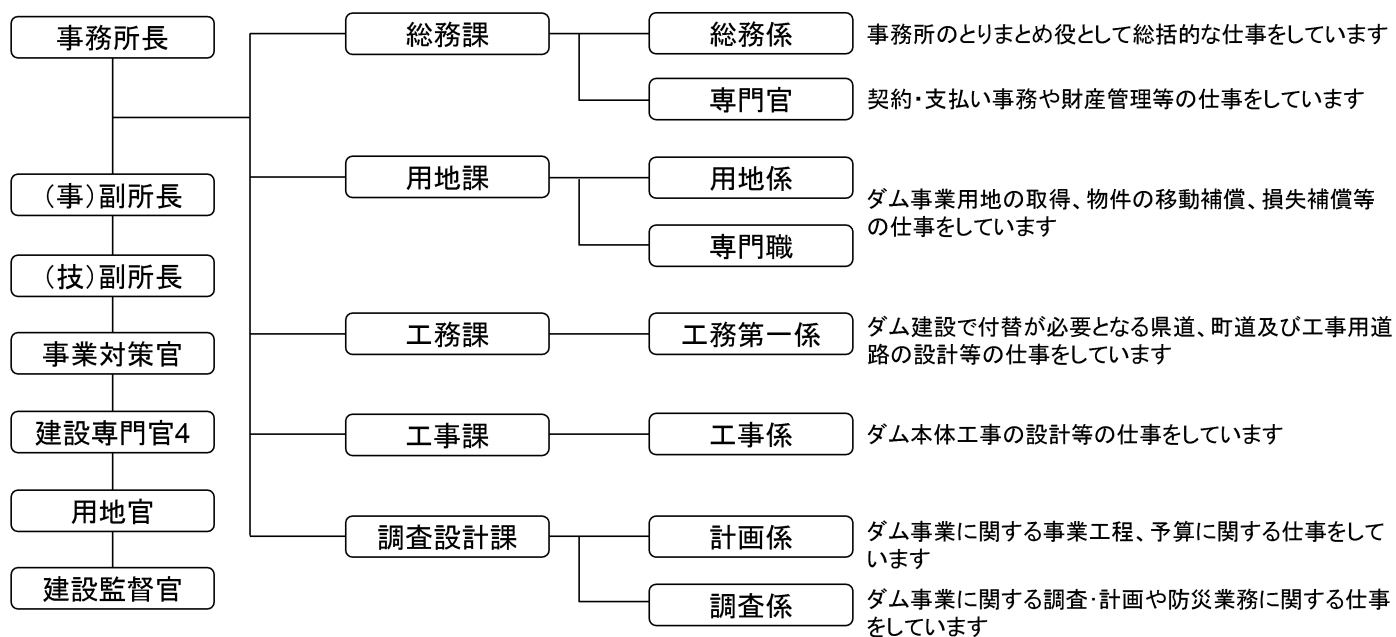 事務所長
(事)副所長
(技)副所長
事業対策官
建設専門官4
用地官
建設監督官
総務課
総務係
事務所のとりまとめ役として総括的な仕事をしています
専門官
契約・支払い事務や財産管理等の仕事をしています
用地課
用地係
専門職
ダム事業用地の取得、物件の移動補償、損失補償等
の仕事をしています
工務課
工務第一係
ダム建設で付替が必要となる県道、町道及び工事用道
路の設計等の仕事をしています
工事課
工事係
ダム本体工事の設計等の仕事をしています
調査設計課
計画係
ダム事業に関する事業工程、予算に関する仕事をして
います
調査係
ダム事業に関する調査・計画や防災業務に関する仕事
をしています